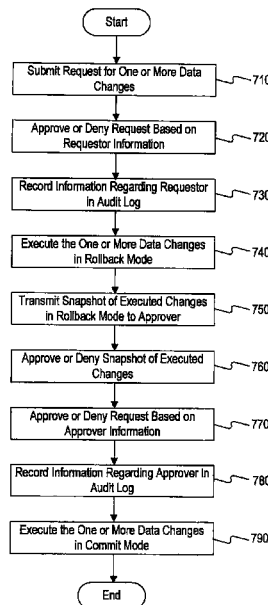 Start
Submit Request for One or More Data
Changes
710
Approve or Deny Request Based on
Requestor Information
720
Record Information Regarding Requestor
in Audit Log
730
Execute the One or More Data Changes
in Rollback Mode
740
Transmit Snapshot of Executed Changes
in Rollback Mode to Approver
750
Approve or Deny Snapshot of Executed
Changes
760
Approve or Deny Request Based on
Approver Information
770
Record Information Regarding Approver In
Audit Log
780
Execute the One or More Data Changes
in Commit Mode
790
End